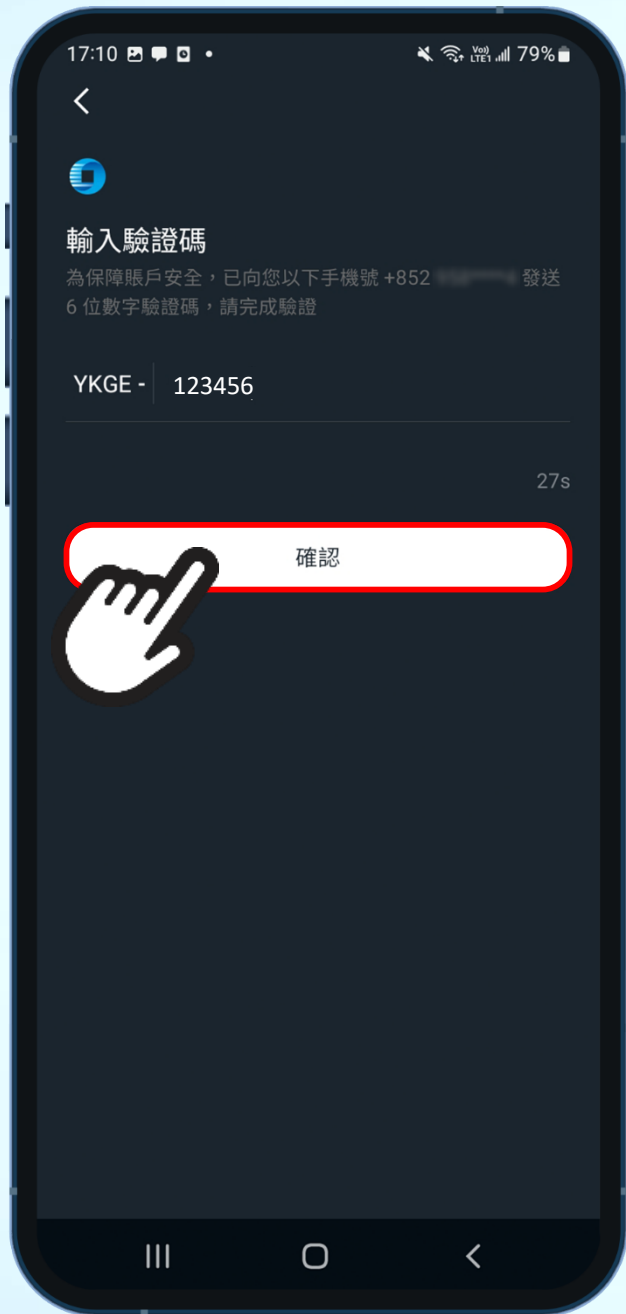 17:10 Vo)) LTE1 79%
輸入驗證碼
為保障賬戶安全，已向您以下手機號 +852 發送
6 位數字驗證碼，請完成驗證
YKGE - 123456
27s
確認